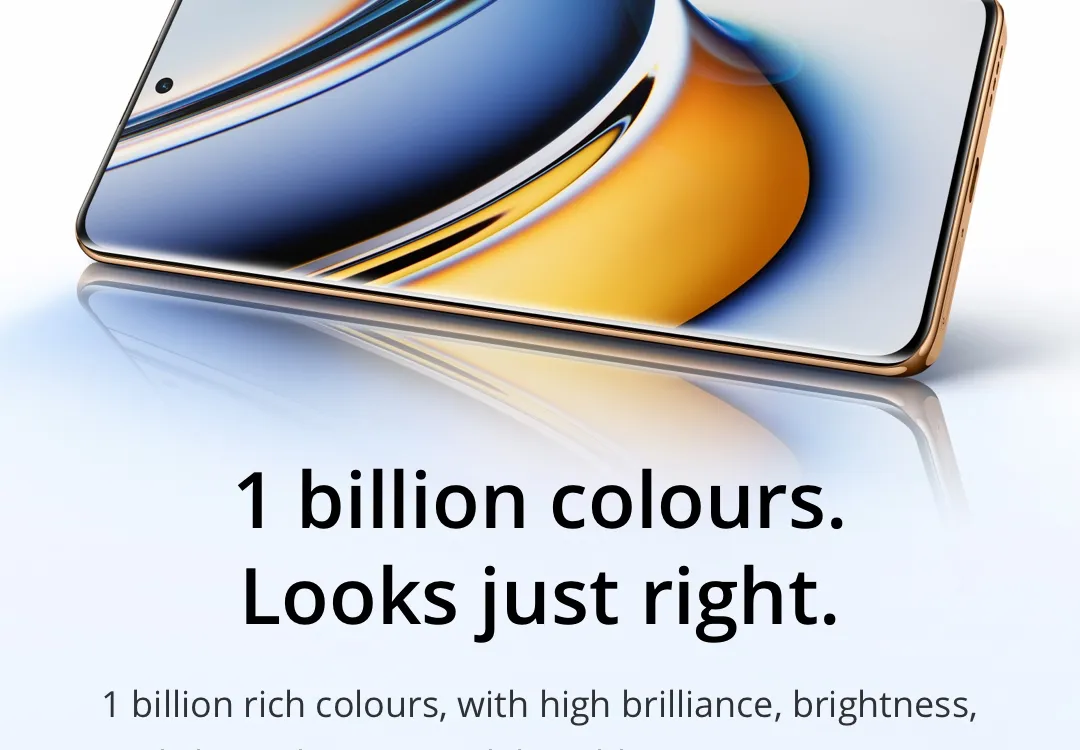 1 billion colours.
Looks just right.
1 billion rich colours, with high brilliance, brightness,